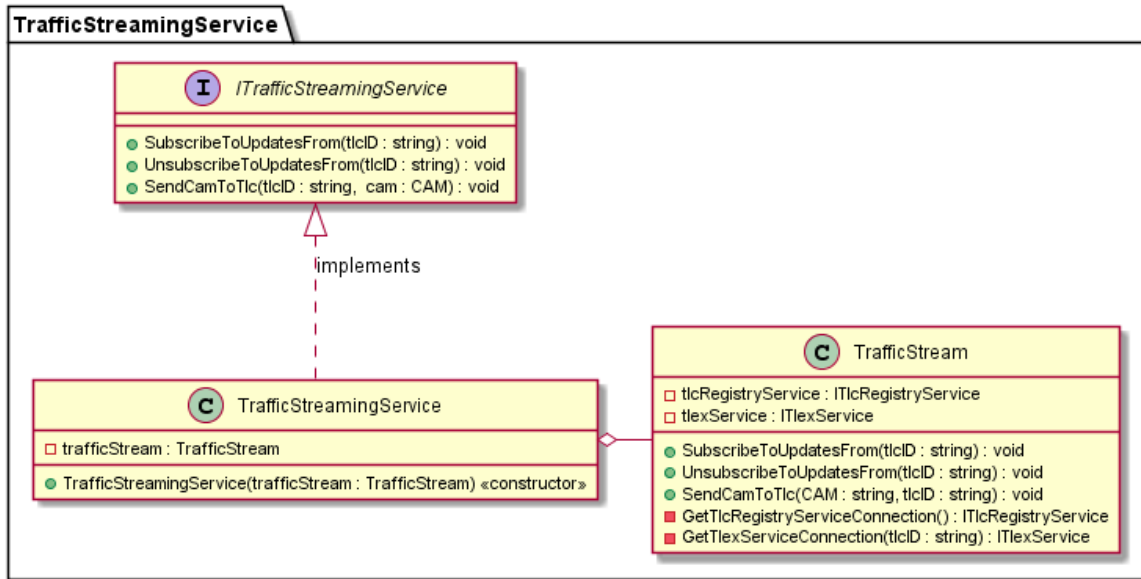 TrafficStreamingService
I ITrafficStreamingService
SubscribeToUpdatesFrom(tlcID : string) : void
UnsubscribeToUpdatesFrom(tlcID : string) : void
SendCamToTlc(tlcID : string, cam : CAM) : void
implements
C TrafficStreamingService
trafficStream : TrafficStream
TrafficStreamingService(trafficStream : TrafficStream) «constructor»
C TrafficStream
tlcRegistryService : ITlcRegistryService
tlexService : ITlexService
SubscribeToUpdatesFrom(tlcID : string) : void
UnsubscribeToUpdatesFrom(tlcID : string) : void
SendCamToTlc(CAM : string, tlcID : string) : void
GetTlcRegistryServiceConnection() : ITlcRegistryService
GetTlexServiceConnection(tlcID : string) : ITlexService